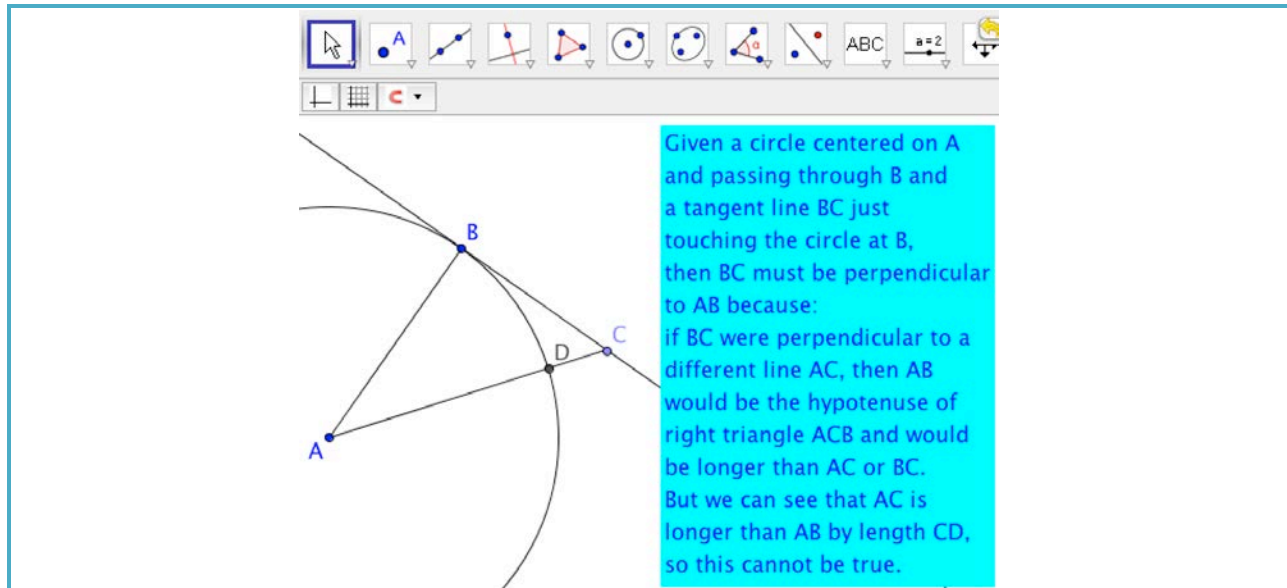 A
α
ABC
a=2
Given a circle centered on A
and passing through B and
a tangent line BC just
touching the circle at B,
then BC must be perpendicular
to AB because:
if BC were perpendicular to a
different line AC, then AB
would be the hypotenuse of
right triangle ACB and would
be longer than AC or BC.
But we can see that AC is
longer than AB by length CD,
so this cannot be true.
B
C
D
A